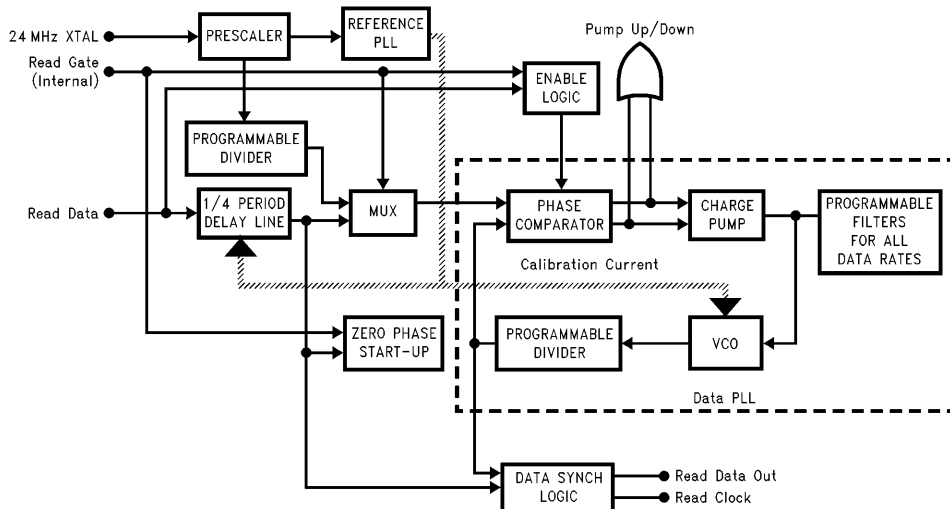 24 MHz XTAL
PRESCALER
REFERENCE
PLL
Pump Up/Down
Read Gate
(Internal)
ENABLE
LOGIC
PROGRAMMABLE
DIVIDER
Read Data
1/4 PERIOD
DELAY LINE
MUX
PHASE
COMPARATOR
CHARGE
PUMP
PROGRAMMABLE
FILTERS
FOR ALL
DATA RATES
Calibration Current
ZERO PHASE
START-UP
PROGRAMMABLE
DIVIDER
VCO
Data PLL
DATA SYNCH
LOGIC
Read Data Out
Read Clock